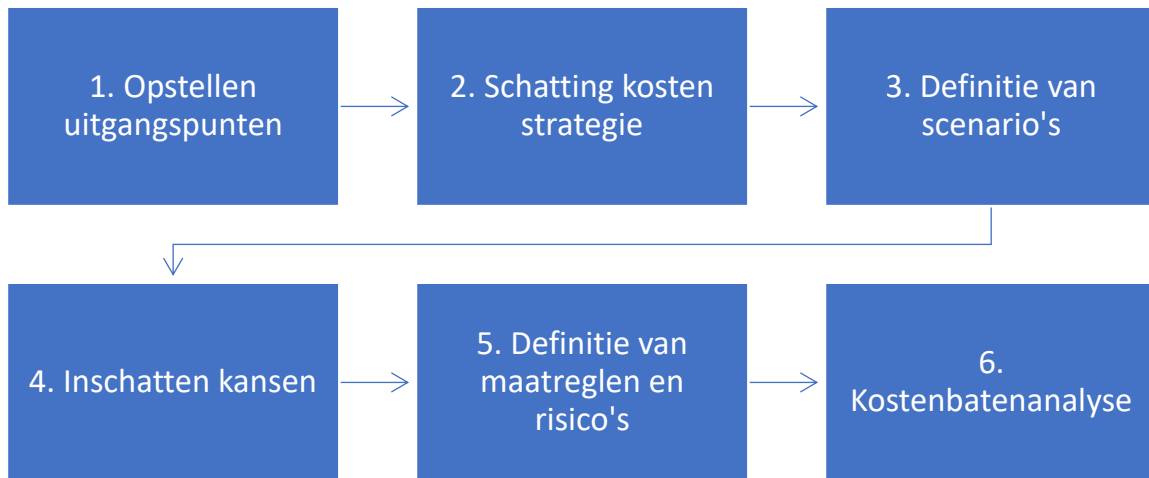 1. Opstellen
uitgangspunten
2. Schatting kosten
strategie
3. Definitie van
scenario's
4. Inschatten kansen
5. Definitie van
maatreglen en
risico's
6.
Kostenbatenanalyse